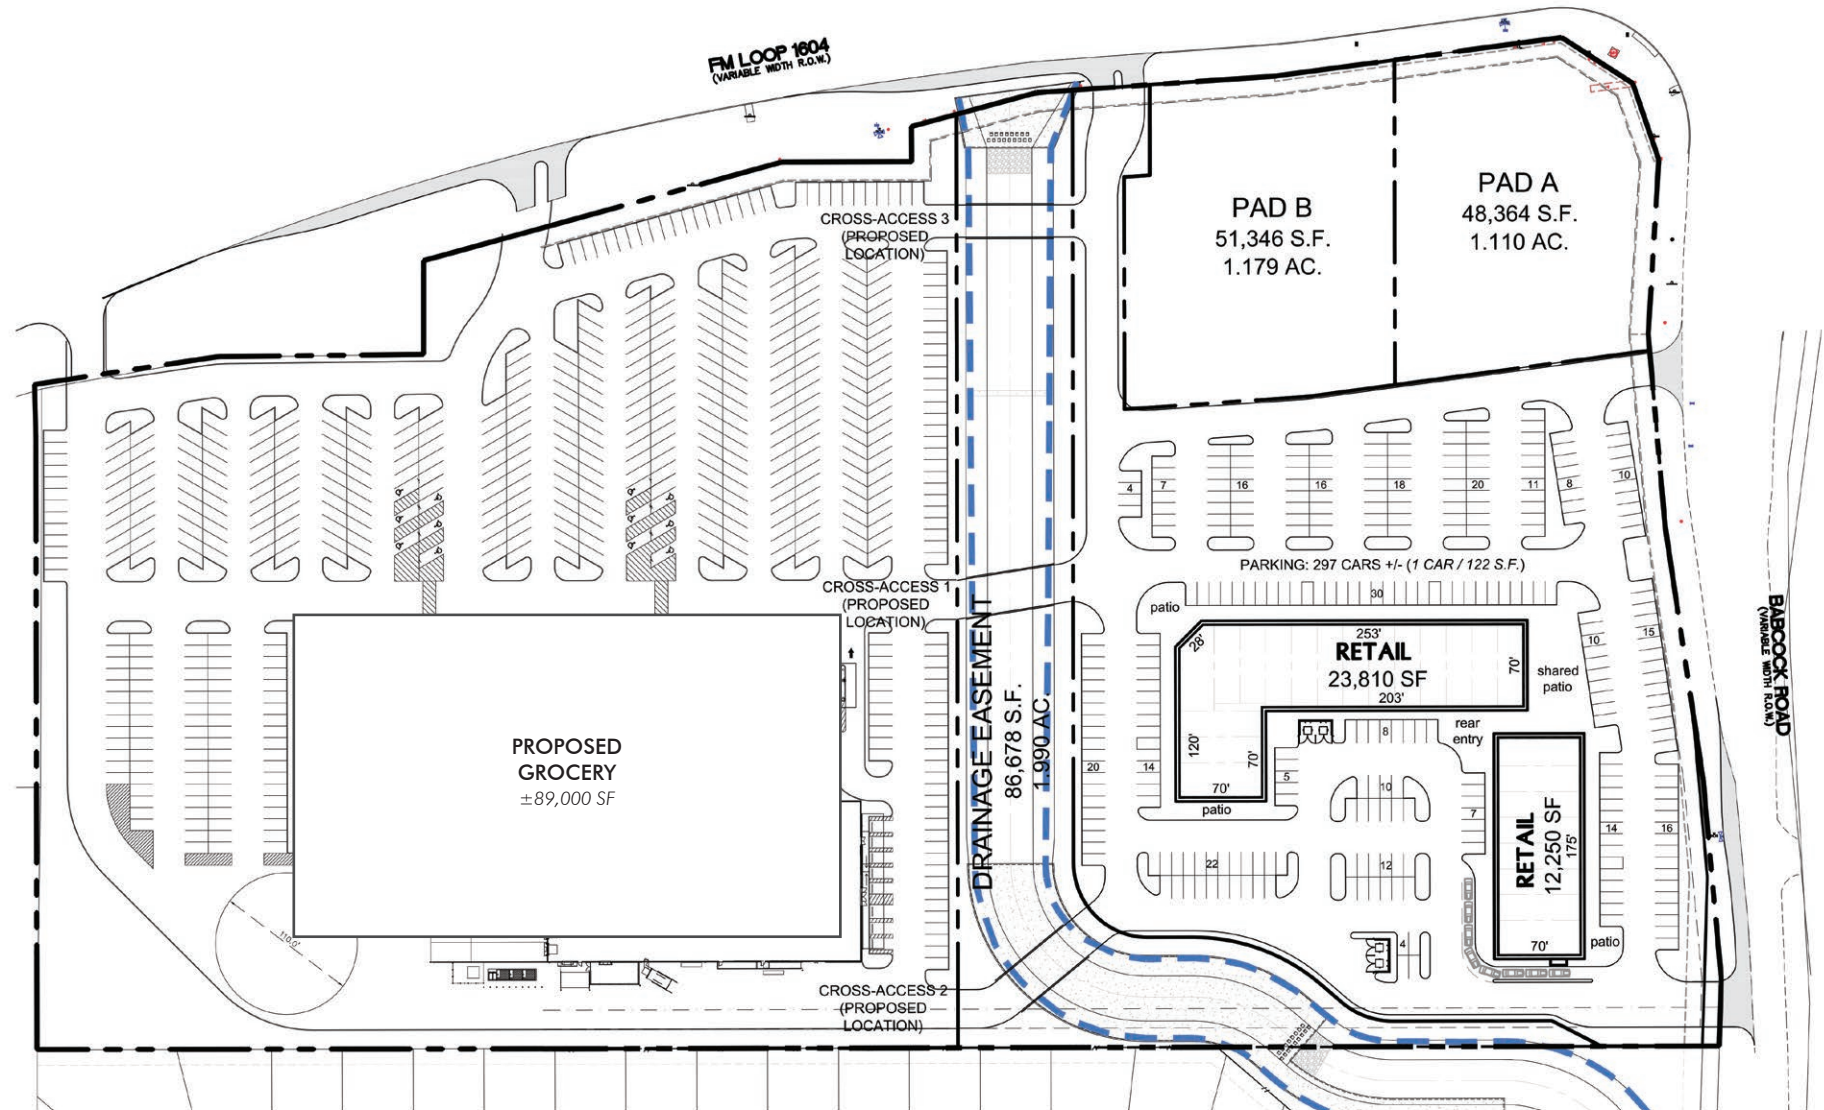 FM LOOP 1604
(VARIABLE WIDTH R.O.W.)
PAD A
48,364 S.F.
1.110 AC.
PAD B
51,346 S.F.
1.179 AC.
CROSS-ACCESS 3
(PROPOSED
LOCATION)
4
7
16
16
18
20
11
8
10
PARKING: 297 CARS +/- (1 CAR / 122 S.F.)
CROSS-ACCESS 1
(PROPOSED
LOCATION)
30
patio
28'
253'
RETAIL
23,810 SF
203'
70'
10
15
shared
patio
BABCOCK ROAD
(VARIABLE WIDTH R.O.W.)
DRAINAGE EASEMENT
86,678 S.F.
1.990 AC.
PROPOSED
GROCERY
±89,000 SF
rear
entry
8
120'
70'
20
14
5
70'
patio
10
7
RETAIL
12,250 SF
175'
14
16
22
12
4
70'
patio
110.0'
CROSS-ACCESS 2
(PROPOSED
LOCATION)